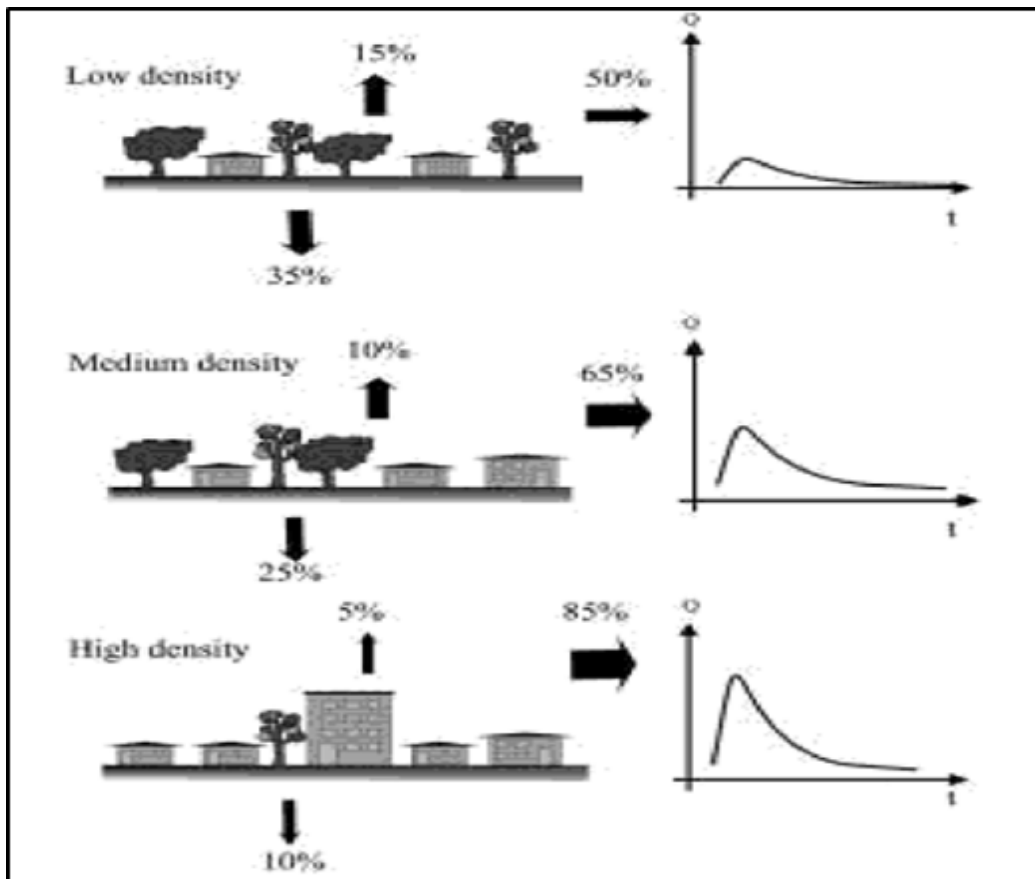 Q
15%
Low density
50%
t
35%
Q
10%
Medium density
65%
t
25%
Q
5%
85%
High density
t
10%